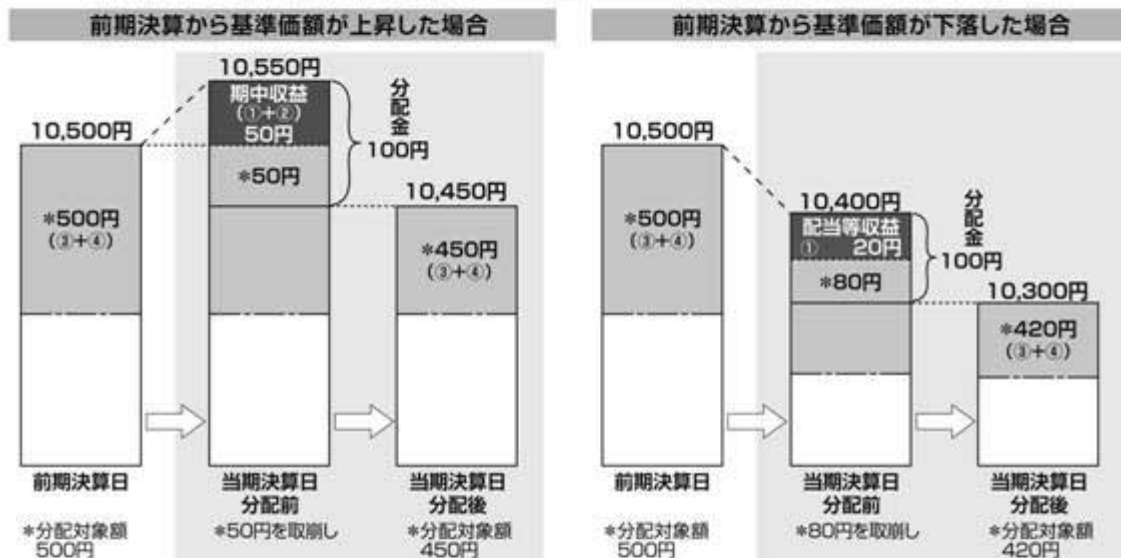 前期決算から基準価額が上昇した場合
10,500円
*500円
(③+④)
10,550円
期中収益
(①+②)
50円
*50円
分配金
100円
10,450円
*450円
(③+④)
前期決算日
当期決算日
分配前
当期決算日
分配後
*分配対象額
500円
*50円を取崩し
*分配対象額
450円
前期決算から基準価額が下落した場合
10,500円
*500円
(③+④)
10,400円
配当等収益
① 20円
*80円
分配金
100円
10,300円
*420円
(③+④)
前期決算日
当期決算日
分配前
当期決算日
分配後
*分配対象額
500円
*80円を取崩し
*分配対象額
420円